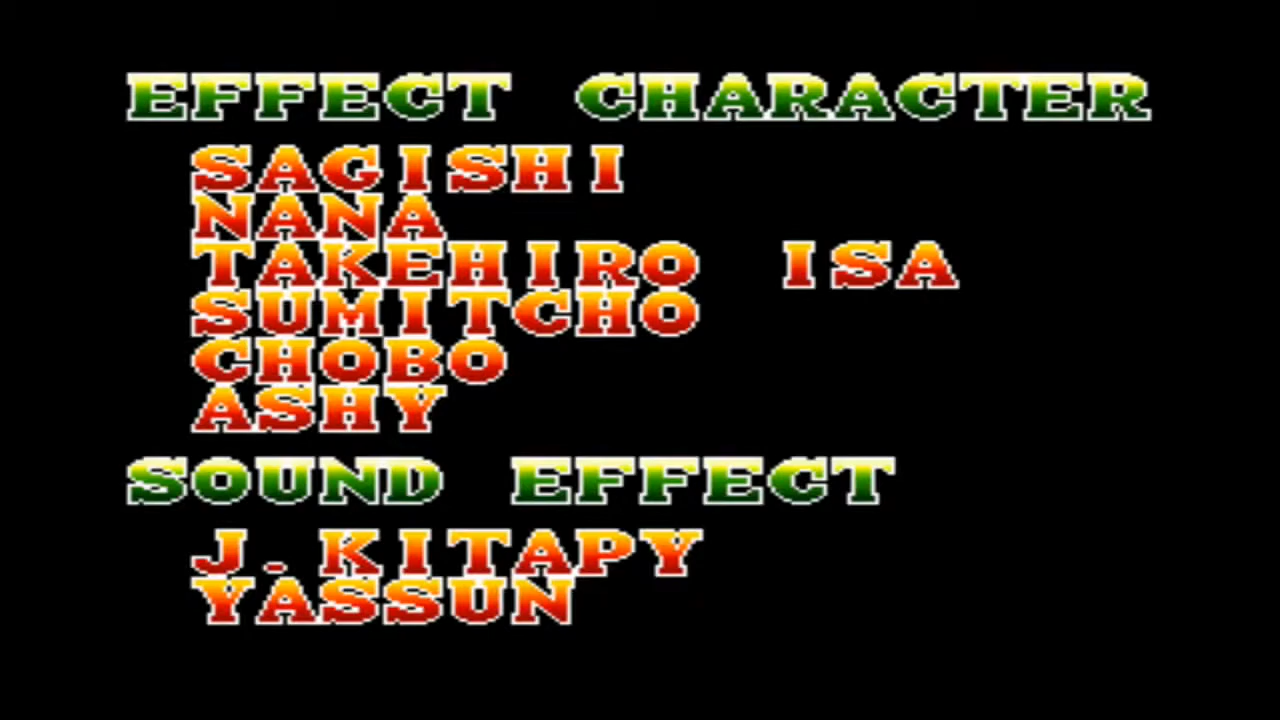 EFFECT CHARACTER
SAGISHI
NANA
TAKEHIRO ISA
SUMITCHO
CHOBO
ASHY
SOUND EFFECT
J.KITAPY
YASSUN